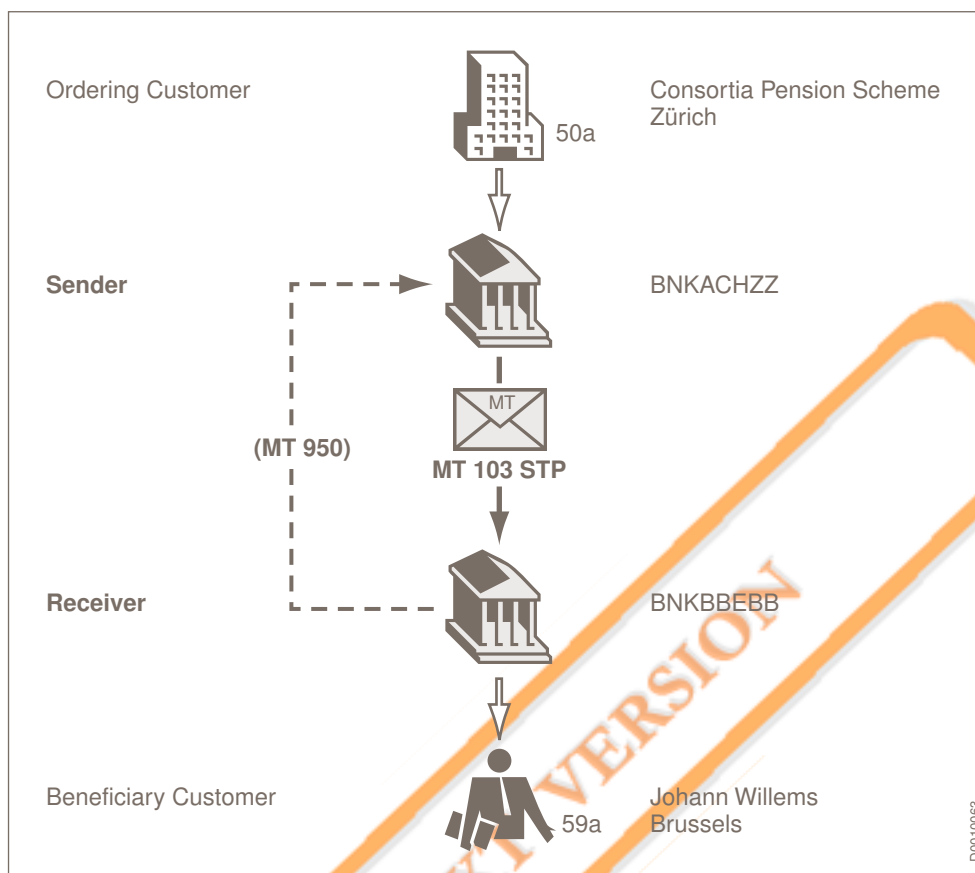 Ordering Customer
50a
Consortia Pension Scheme
Zürich
Sender
BNKACHZZ
MT
(MT 950)
MT 103 STP
Receiver
BNKBBEBB
Beneficiary Customer
59a
Johann Willems
Brussels
VERSION